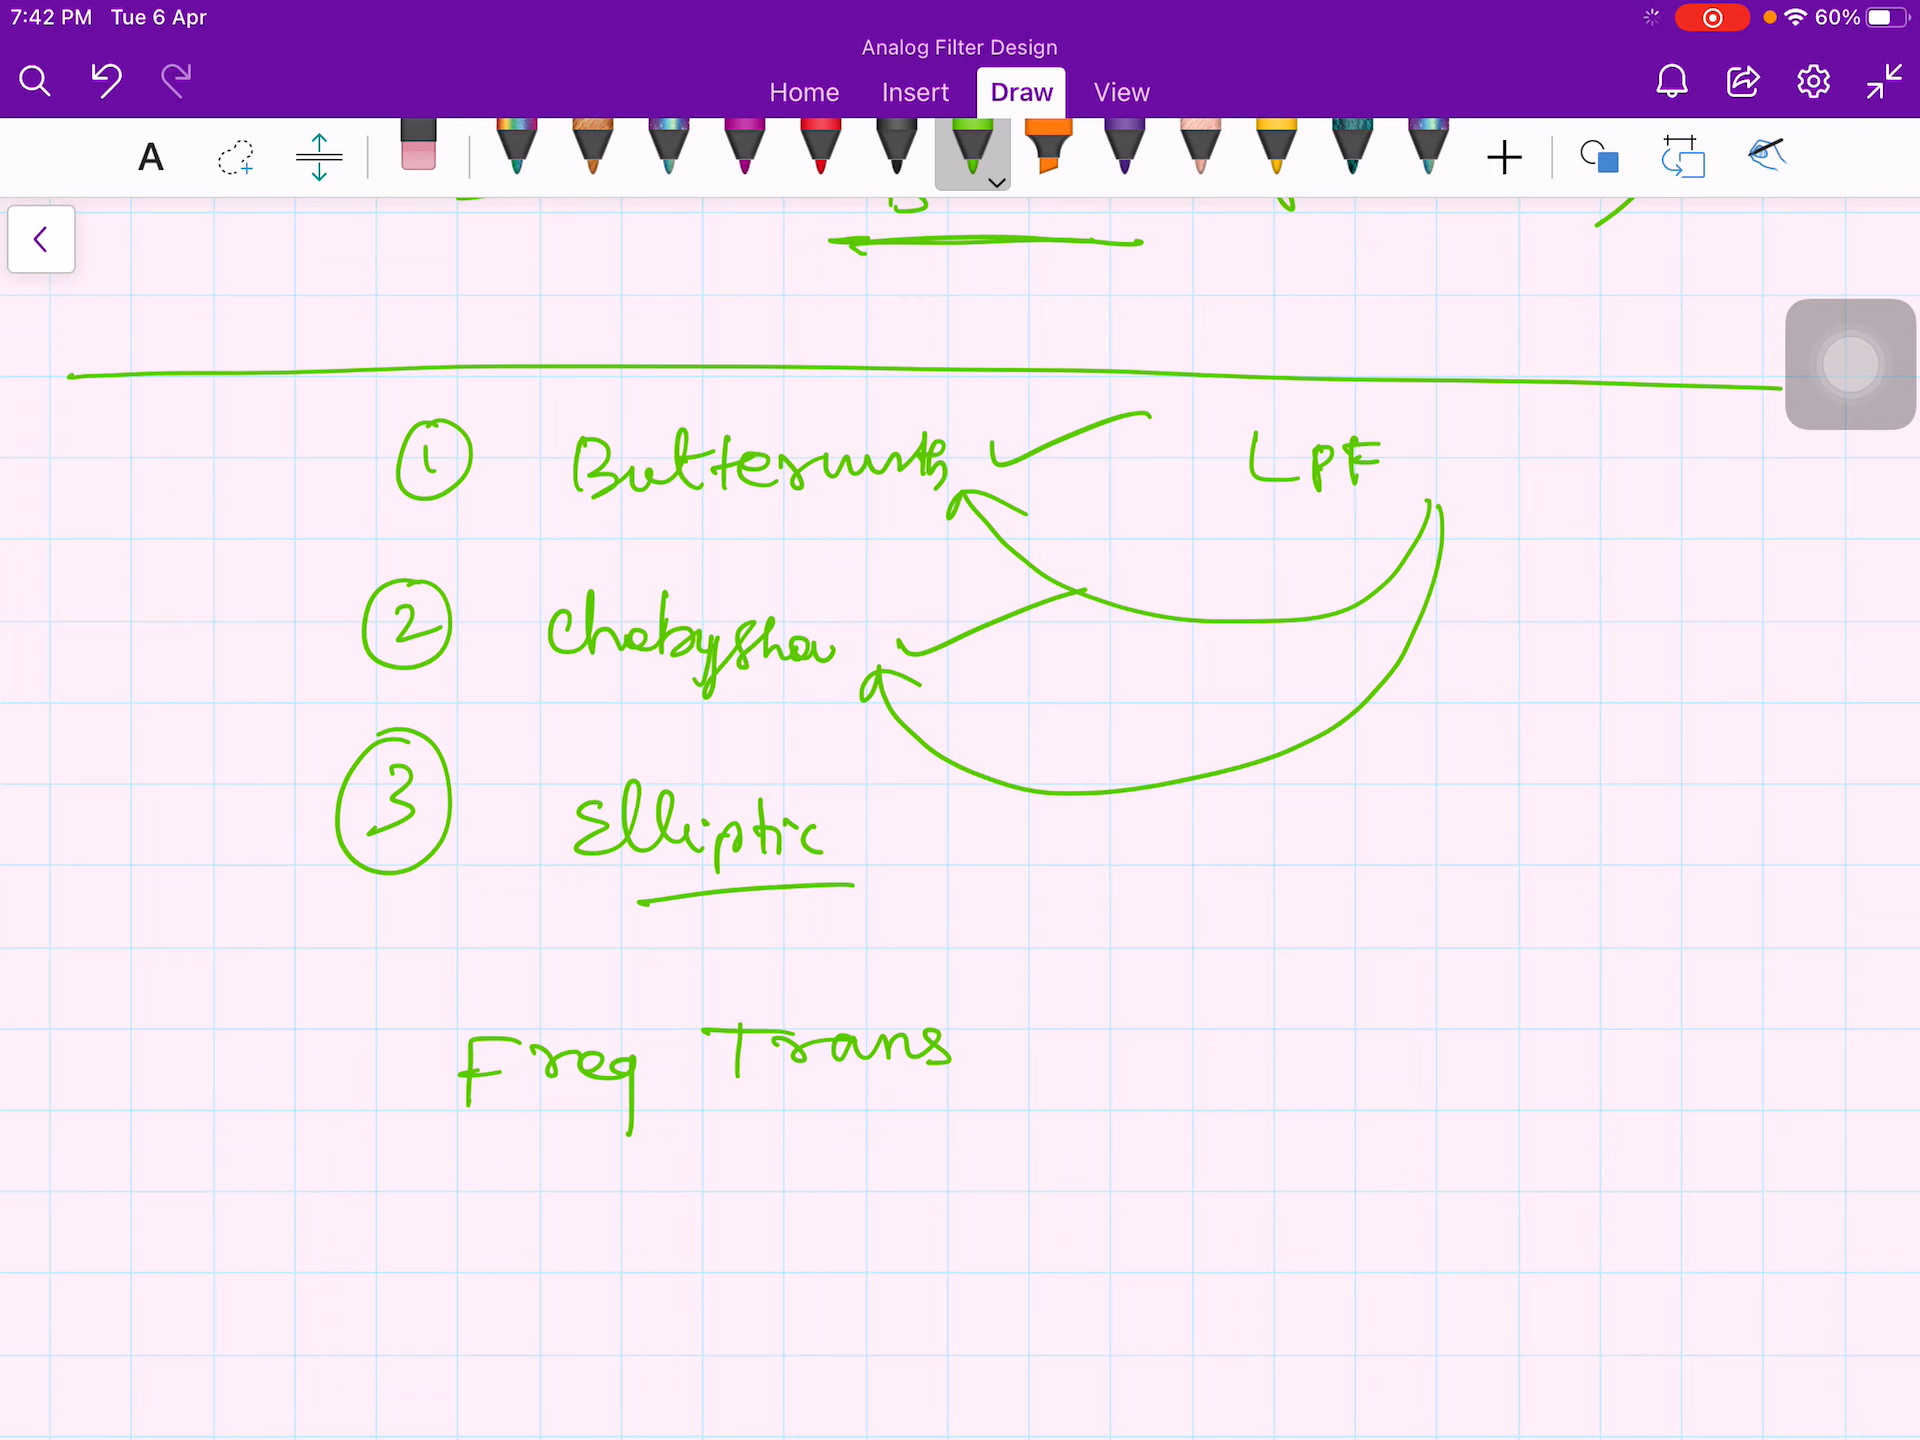 7:42 PM Tue 6 Apr 60%
Analog Filter Design
Home Insert Draw View
A
1 Butterwoth LPF
2 Chebyshev
3 Elliptic
Freq Trans